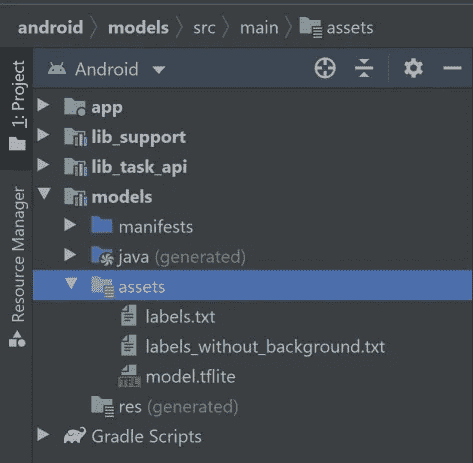 android models src main assets
1: Project
Resource Manager
Android
app
lib_support
lib_task_api
models
manifests
java (generated)
assets
labels.txt
labels_without_background.txt
TFL model.tflite
res (generated)
Gradle Scripts